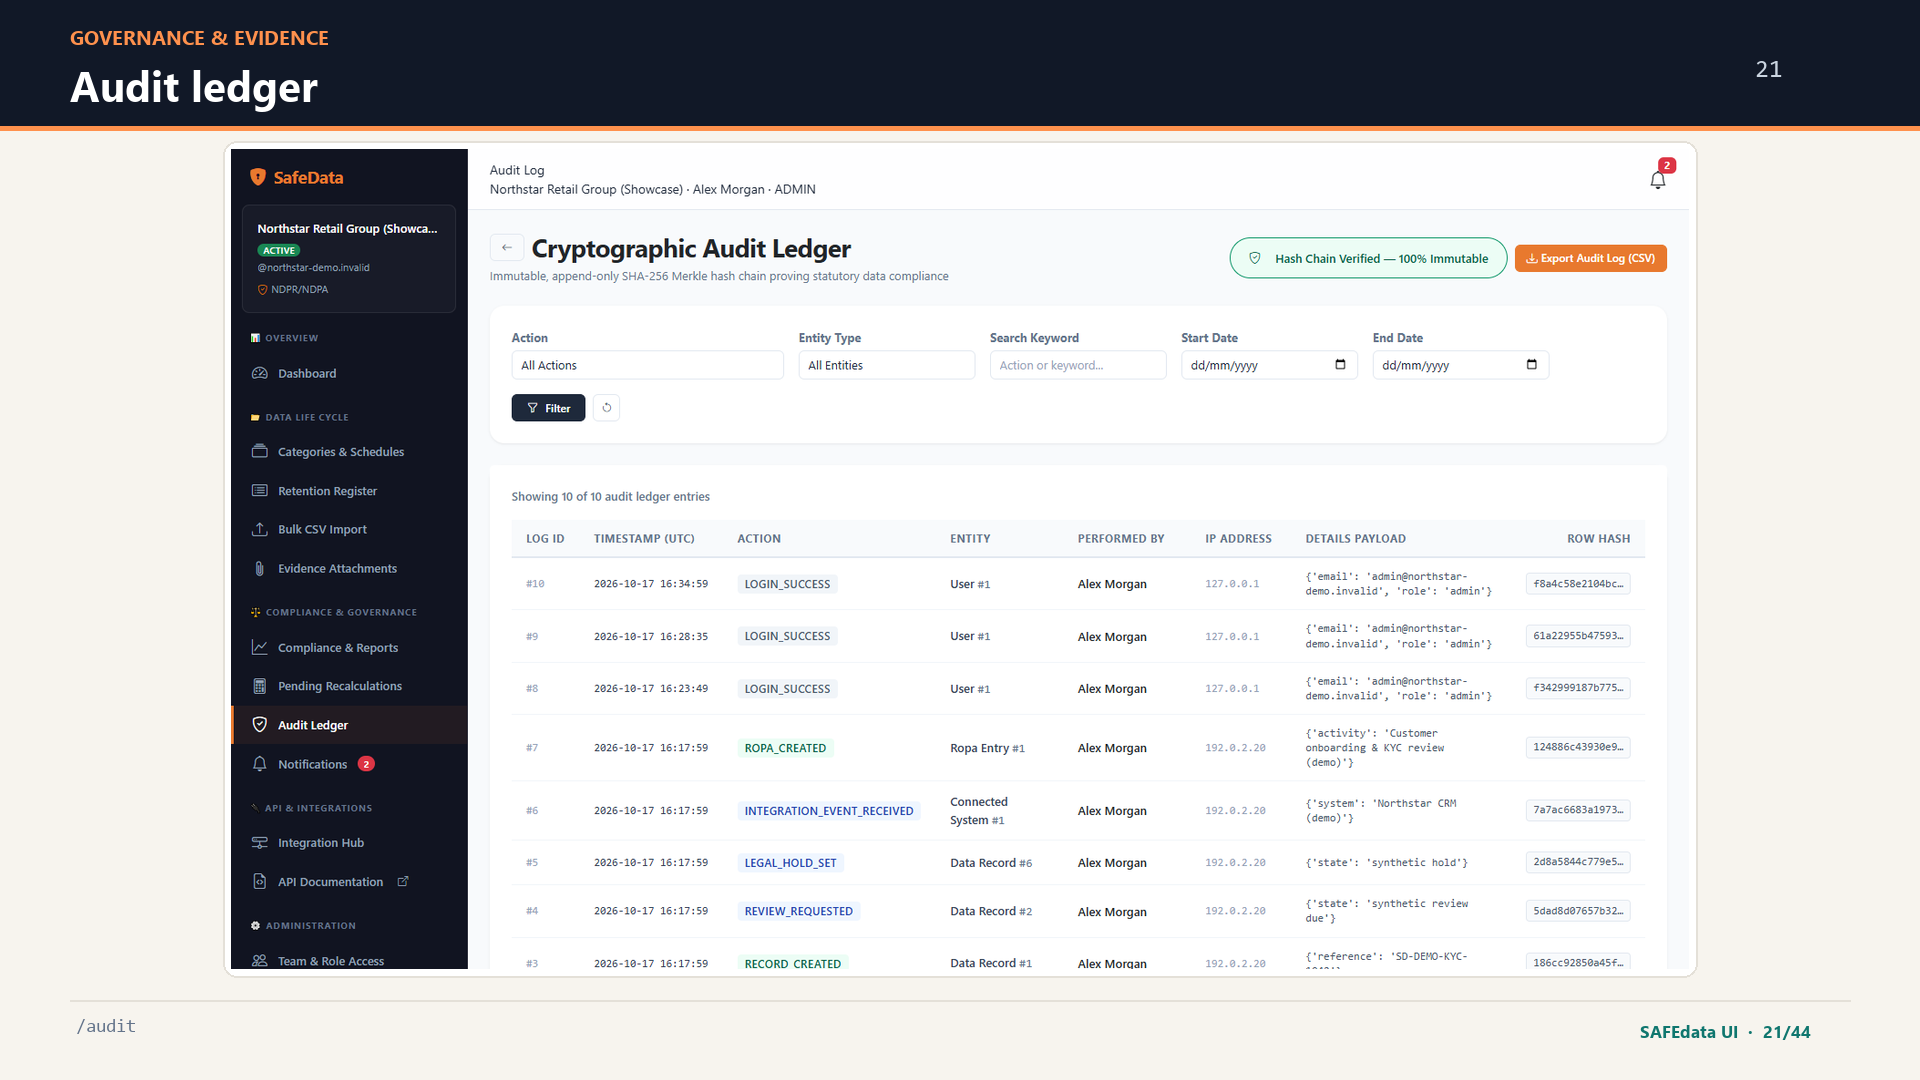 GOVERNANCE & EVIDENCE
Audit ledger
21
SafeData
Northstar Retail Group (Showca...
ACTIVE
@northstar-demo.invalid
NDPR/NDPA
OVERVIEW
Dashboard
DATA LIFE CYCLE
Categories & Schedules
Retention Register
Bulk CSV Import
Evidence Attachments
COMPLIANCE & GOVERNANCE
Compliance & Reports
Pending Recalculations
Audit Ledger
Notifications 2
API & INTEGRATIONS
Integration Hub
API Documentation
ADMINISTRATION
Team & Role Access
Audit Log
Northstar Retail Group (Showcase) · Alex Morgan · ADMIN
2
Cryptographic Audit Ledger
Immutable, append-only SHA-256 Merkle hash chain proving statutory data compliance
Hash Chain Verified — 100% Immutable
Export Audit Log (CSV)
Action Entity Type Search Keyword Start Date End Date
All Actions All Entities Action or keyword... dd/mm/yyyy dd/mm/yyyy
Filter
Showing 10 of 10 audit ledger entries
LOG ID TIMESTAMP (UTC) ACTION ENTITY PERFORMED BY IP ADDRESS DETAILS PAYLOAD ROW HASH
#10 2026-10-17 16:34:59 LOGIN_SUCCESS User #1 Alex Morgan 127.0.0.1 {'email': 'admin@northstar-
demo.invalid', 'role': 'admin'} f8a4c58e2104bc…
#9 2026-10-17 16:28:35 LOGIN_SUCCESS User #1 Alex Morgan 127.0.0.1 {'email': 'admin@northstar-
demo.invalid', 'role': 'admin'} 61a22955b47593…
#8 2026-10-17 16:23:49 LOGIN_SUCCESS User #1 Alex Morgan 127.0.0.1 {'email': 'admin@northstar-
demo.invalid', 'role': 'admin'} f342999187b775…
#7 2026-10-17 16:17:59 ROPA_CREATED Ropa Entry #1 Alex Morgan 192.0.2.20 {'activity': 'Customer
onboarding & KYC review
(demo)'} 124886c43930e9…
#6 2026-10-17 16:17:59 INTEGRATION_EVENT_RECEIVED Connected
System #1 Alex Morgan 192.0.2.20 {'system': 'Northstar CRM
(demo)'} 7a7ac6683a1973…
#5 2026-10-17 16:17:59 LEGAL_HOLD_SET Data Record #6 Alex Morgan 192.0.2.20 {'state': 'synthetic hold'} 2d8a5844c779e5…
#4 2026-10-17 16:17:59 REVIEW_REQUESTED Data Record #2 Alex Morgan 192.0.2.20 {'state': 'synthetic review
due'} 5dad8d07657b32…
#3 2026-10-17 16:17:59 RECORD_CREATED Data Record #1 Alex Morgan 192.0.2.20 {'reference': 'SD-DEMO-KYC-
186cc92850a45f…
/audit
SAFEdata UI · 21/44